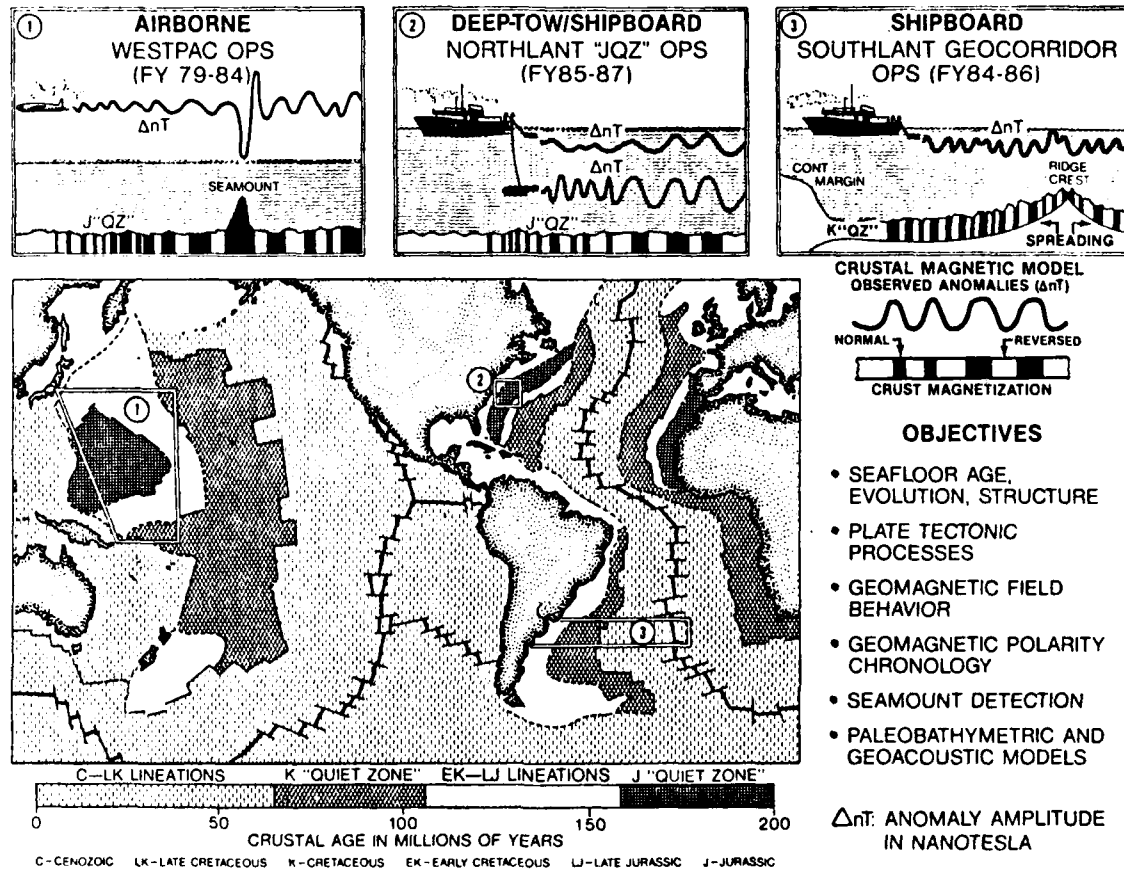 ① AIRBORNE
WESTPAC OPS
(FY 79-84)
ΔnT
SEAMOUNT
J"QZ"
② DEEP-TOW/SHIPBOARD
NORTHLANT "JQZ" OPS
(FY85-87)
ΔnT
ΔnT
③ SHIPBOARD
SOUTHLANT GEOCORRIDOR
OPS (FY84-86)
ΔnT
CONT
MARGIN
RIDGE
CREST
K"QZ"
SPREADING
①
②
③
CRUSTAL MAGNETIC MODEL
OBSERVED ANOMALIES (ΔnT)
NORMAL REVERSED
CRUST MAGNETIZATION
OBJECTIVES
• SEAFLOOR AGE,
EVOLUTION, STRUCTURE
• PLATE TECTONIC
PROCESSES
• GEOMAGNETIC FIELD
BEHAVIOR
• GEOMAGNETIC POLARITY
CHRONOLOGY
• SEAMOUNT DETECTION
• PALEOBATHYMETRIC AND
GEOACOUSTIC MODELS
ΔnT: ANOMALY AMPLITUDE
IN NANOTESLA
C—LK LINEATIONS K "QUIET ZONE" EK—LJ LINEATIONS J "QUIET ZONE"
0 50 100 150 200
CRUSTAL AGE IN MILLIONS OF YEARS
C-CENOZOIC LK-LATE CRETACEOUS K-CRETACEOUS EK-EARLY CRETACEOUS LJ-LATE JURASSIC J-JURASSIC